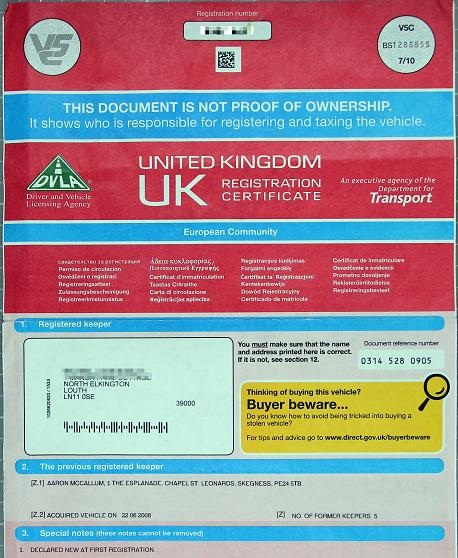 Registration number
V5C
V5C
BS1288855
7/10
THIS DOCUMENT IS NOT PROOF OF OWNERSHIP.
It shows who is responsible for registering and taxing the vehicle.
DVLA
Driver and Vehicle
Licensing Agency
UNITED KINGDOM
UK REGISTRATION
CERTIFICATE
An executive agency of the
Department for
Transport
European Community
Permiso de circulación
Osvědčení o registraci
Registreringsattest
Zulassungsbescheinigung
Registreerimistunnistus
Άδεια κυκλοφορίας/
Πιστοποιητικό Εγγραφής
Certificat d'immatriculation
Teastas Cláraithe
Carta di circolazione
Reģistrācijas apliecība
Registracijos liudijimas
Forgalmi engedély
Ċertifikat ta' Reġistrazzjoni
Kentekenbewijs
Dowód Rejestracyjny
Certificado de matrícula
Certificat de înmatriculare
Osvedčenie o evidencii
Prometno dovoljenje
Rekisteröintitodistus
Registreringsbeviset
1. Registered keeper
NORTH ELKINGTON
LOUTH
LN11 0SE
39000
You must make sure that the name
and address printed here is correct.
If it is not, see section 12.
Document reference number
0314 528 0905
Thinking of buying this vehicle?
Buyer beware...
Do you know how to avoid being tricked into buying a
stolen vehicle?
For tips and advice go to www.direct.gov.uk/buyerbeware
2. The previous registered keeper
[Z.1] AARON MCCALLUM, 1 THE ESPLANADE, CHAPEL ST. LEONARDS, SKEGNESS, PE24 5TB.
[Z.2] ACQUIRED VEHICLE ON 22 06 2008
[Z] NO. OF FORMER KEEPERS 5
3. Special notes (these notes cannot be removed)
1. DECLARED NEW AT FIRST REGISTRATION.